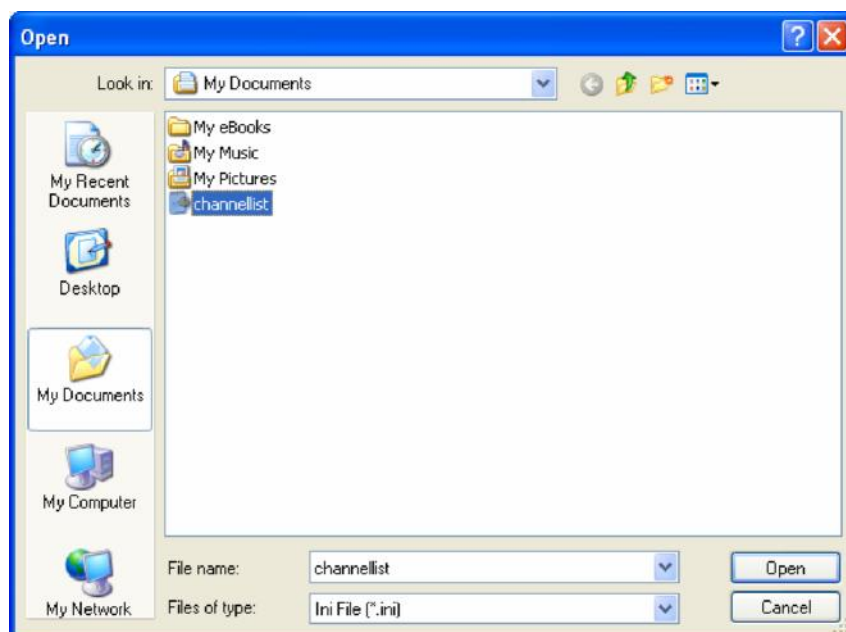 Open
Look in: My Documents
My Recent
Documents
Desktop
My Documents
My Computer
My Network
My eBooks
My Music
My Pictures
channellist
File name: channellist Open
Files of type: Ini File (*.ini) Cancel